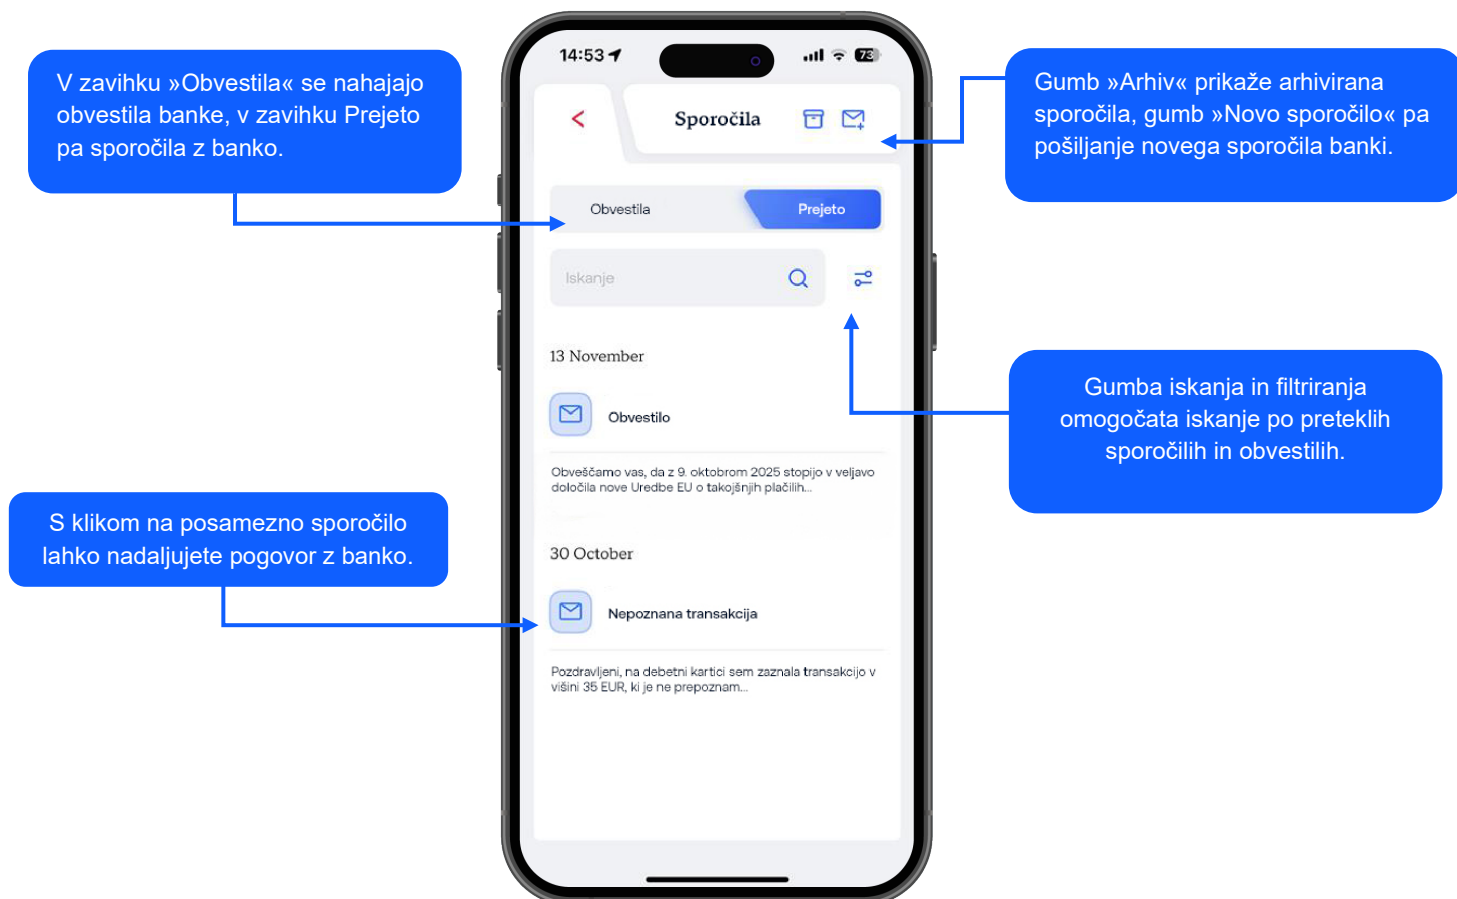 V zavihku »Obvestila« se nahajajo
obvestila banke, v zavihku Prejeto
pa sporočila z banko.
14:53
73
Sporočila
Gumb »Arhiv« prikaže arhivirana
sporočila, gumb »Novo sporočilo« pa
pošiljanje novega sporočila banki.
Obvestila
Prejeto
Iskanje
13 November
Obvestilo
Obveščamo vas, da z 9. oktobrom 2025 stopijo v veljavo
določila nove Uredbe EU o takojšnjih plačilih...
Gumba iskanja in filtriranja
omogočata iskanje po preteklih
sporočilih in obvestilih.
S klikom na posamezno sporočilo
lahko nadaljujete pogovor z banko.
30 October
Nepoznana transakcija
Pozdravljeni, na debetni kartici sem zaznala transakcijo v
višini 35 EUR, ki je ne prepoznam...